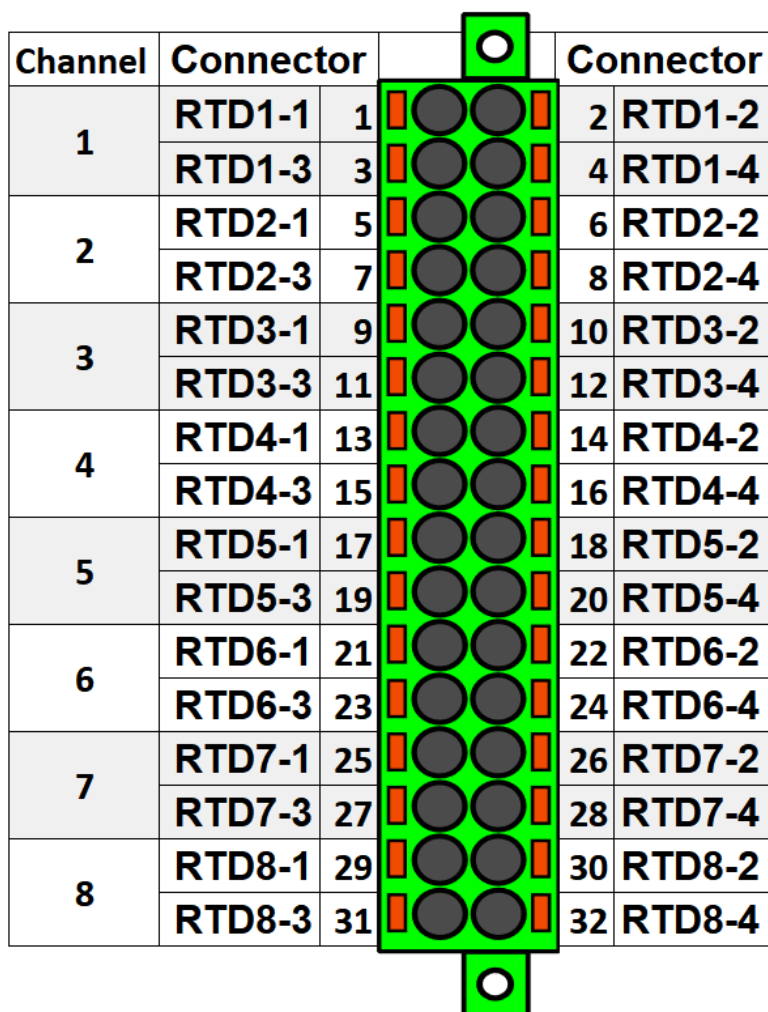 Channel Connector Connector
1
RTD1-1 1 2 RTD1-2
RTD1-3 3 4 RTD1-4
2
RTD2-1 5 6 RTD2-2
RTD2-3 7 8 RTD2-4
3
RTD3-1 9 10 RTD3-2
RTD3-3 11 12 RTD3-4
4
RTD4-1 13 14 RTD4-2
RTD4-3 15 16 RTD4-4
5
RTD5-1 17 18 RTD5-2
RTD5-3 19 20 RTD5-4
6
RTD6-1 21 22 RTD6-2
RTD6-3 23 24 RTD6-4
7
RTD7-1 25 26 RTD7-2
RTD7-3 27 28 RTD7-4
8
RTD8-1 29 30 RTD8-2
RTD8-3 31 32 RTD8-4